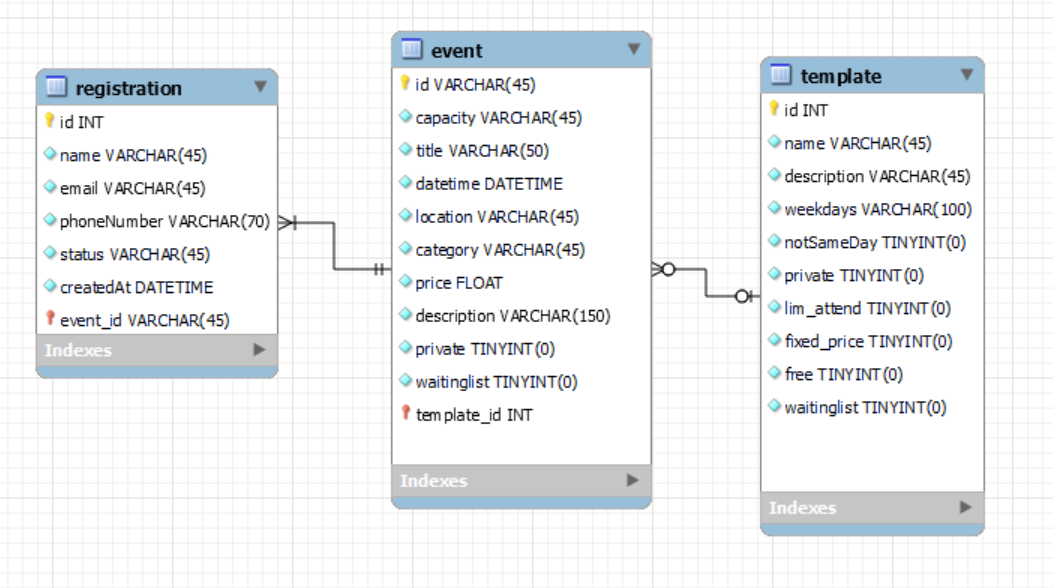 registration
id INT
name VARCHAR(45)
email VARCHAR(45)
phoneNumber VARCHAR(70)
status VARCHAR(45)
createdAt DATETIME
event_id VARCHAR(45)
Indexes
event
id VARCHAR(45)
capacity VARCHAR(45)
title VARCHAR(50)
datetime DATETIME
location VARCHAR(45)
category VARCHAR(45)
price FLOAT
description VARCHAR(150)
private TINYINT(0)
waitinglist TINYINT(0)
template_id INT
Indexes
template
id INT
name VARCHAR(45)
description VARCHAR(45)
weekdays VARCHAR(100)
notSameDay TINYINT(0)
private TINYINT(0)
lim_attend TINYINT(0)
fixed_price TINYINT(0)
free TINYINT(0)
waitinglist TINYINT(0)
Indexes